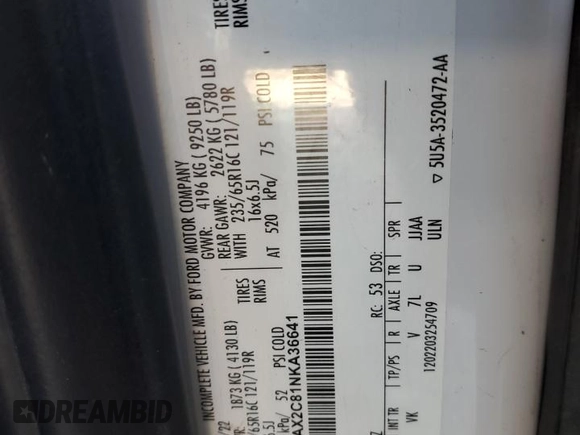 INCOMPLETE VEHICLE MFD. BY FORD MOTOR COMPANY
/22 GVWR: 4196 KG ( 9250 LB)
REAR GAWR:
1873 KG ( 4130 LB) 2622 KG ( 5780 LB)
65R16C 121/119R TIRES WITH 235/65R16C 121/119R TIRES
RIMS 16x6.5J RIMS
kPa/ 52 PSI COLD AT 520 kPa/ 75 PSI COLD
AX2C81NKA36641
RC: 53 DSO:
INT TR TP/PS R AXLE TR SPR
VK V 7L U JJAA
ULN
1202203254709 ▽ 5U5A-3520472-AA
DREAMBID